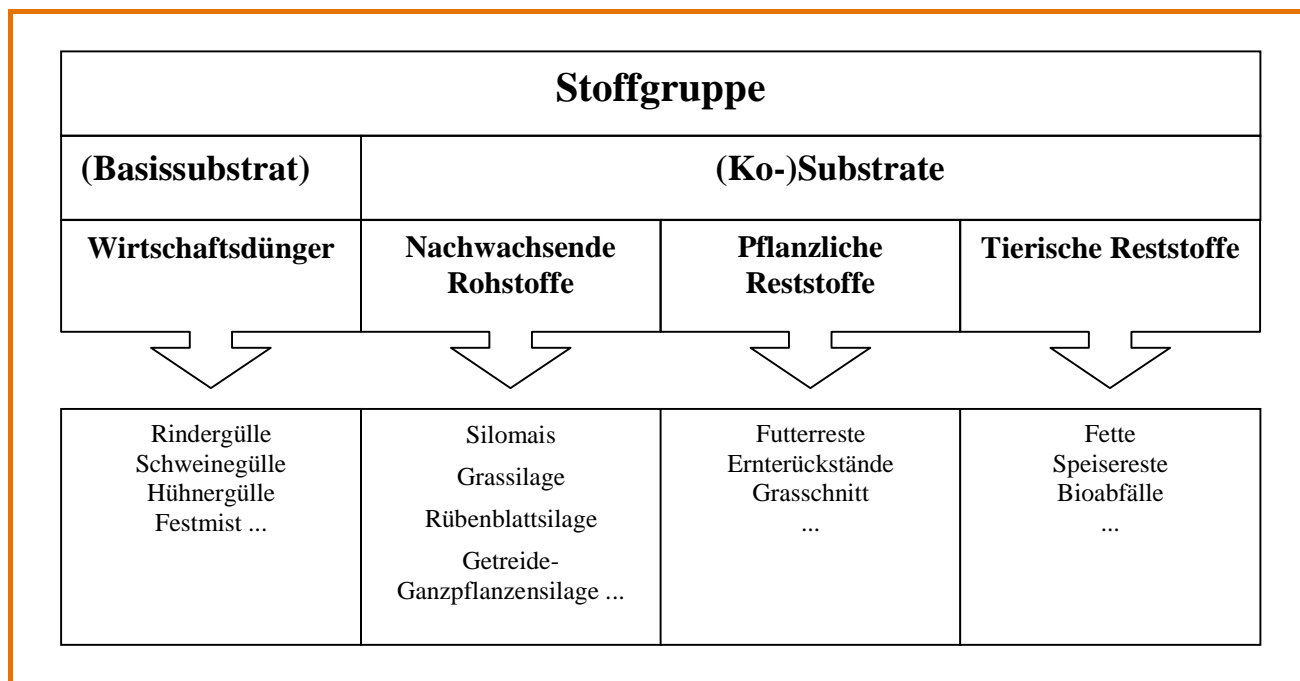 Stoffgruppe
(Basissubstrat)
(Ko-)Substrate
Wirtschaftsdünger
Nachwachsende
Rohstoffe
Pflanzliche
Reststoffe
Tierische Reststoffe
Rindergülle
Schweinegülle
Hühnergülle
Festmist ...
Silomais
Grassilage
Rübenblattsilage
Getreide-
Ganzpflanzensilage ...
Futterreste
Ernterückstände
Grasschnitt
...
Fette
Speisereste
Bioabfälle
...